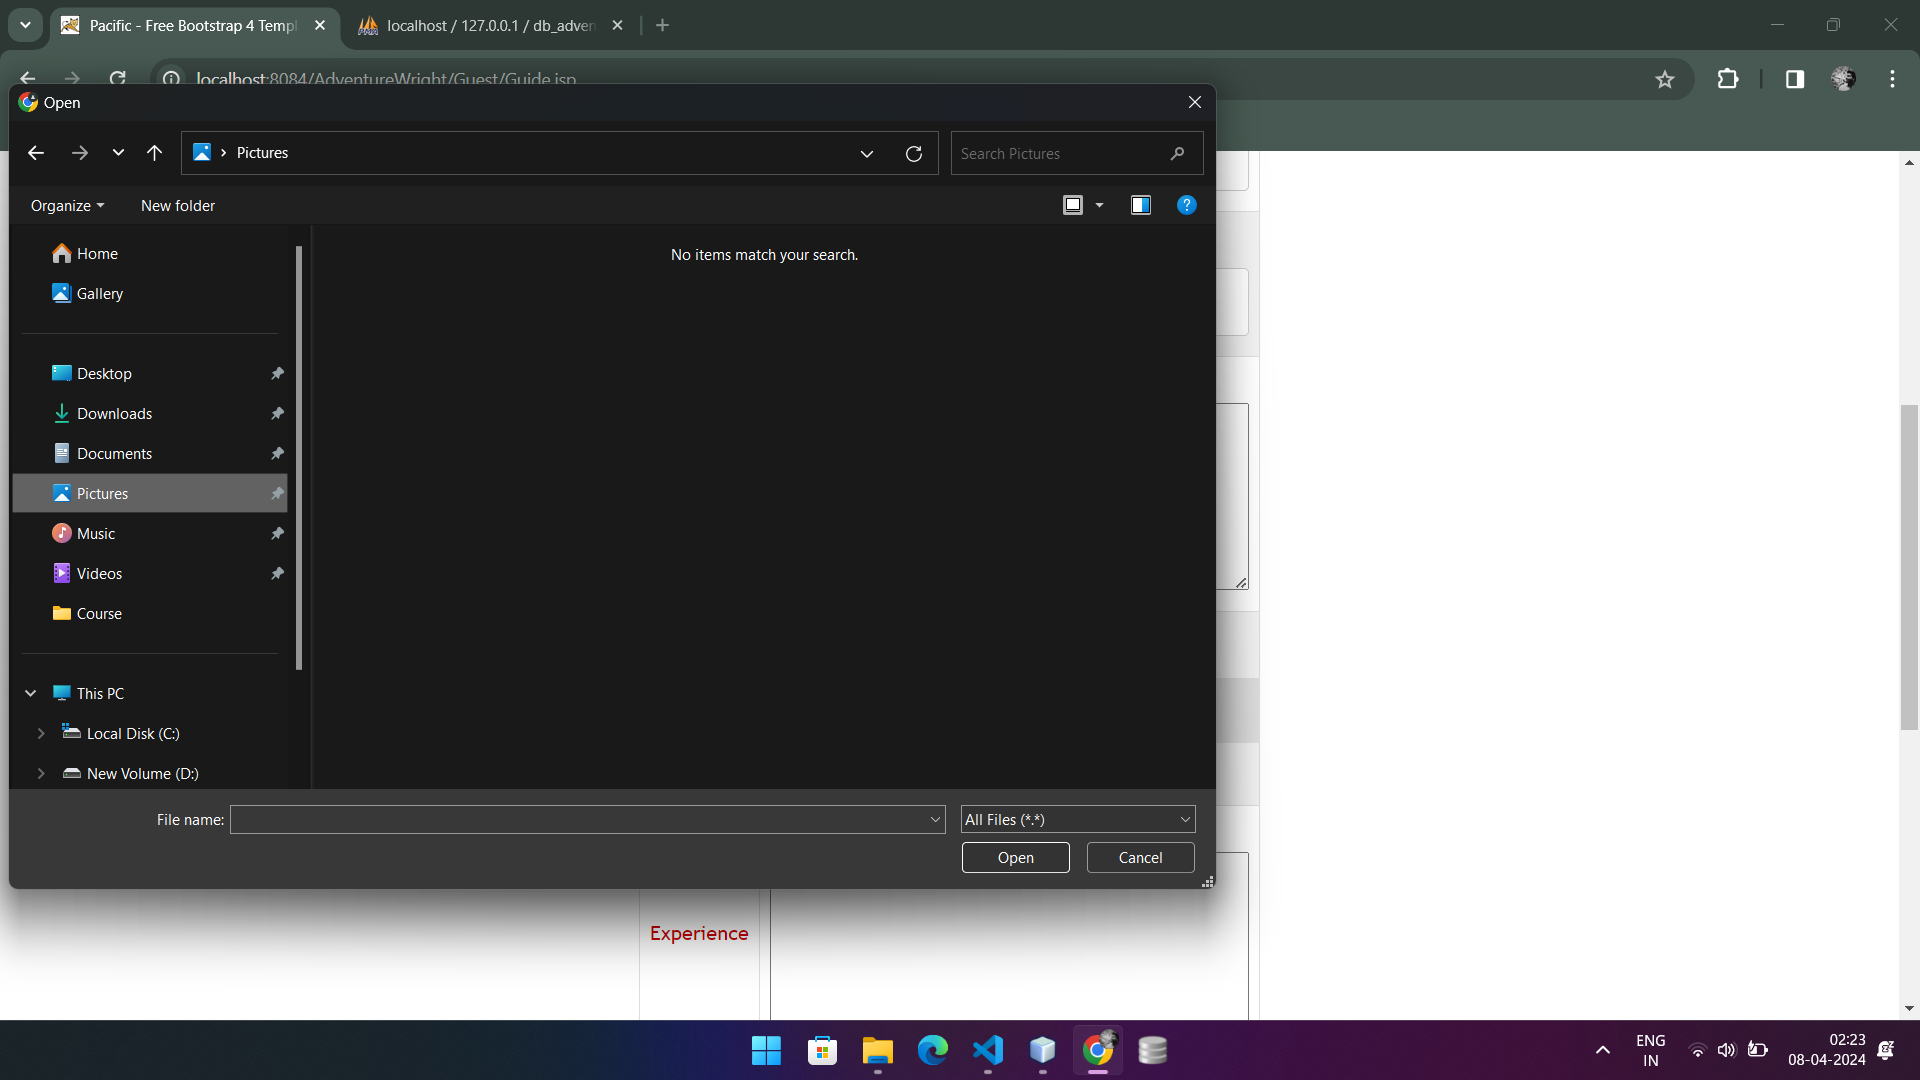 Pacific - Free Bootstrap 4 Templ
localhost / 127.0.0.1 / db_adven
localhost:8084/AdventureWright/Guest/Guide.jsp
Open
Pictures
Search Pictures
Organize
New folder
No items match your search.
Home
Gallery
Desktop
Downloads
Documents
Pictures
Music
Videos
Course
This PC
Local Disk (C:)
New Volume (D:)
File name:
All Files (*.*)
Open
Cancel
Experience
ENG
IN
02:23
08-04-2024